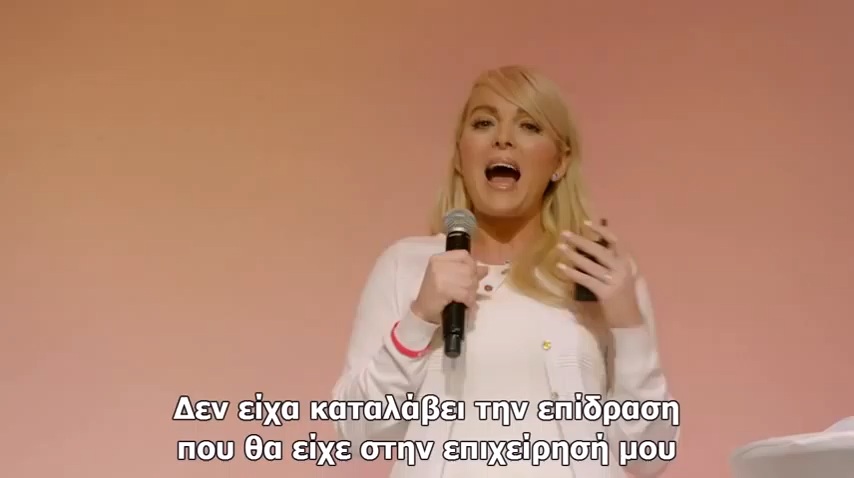 Δεν είχα καταλάβει την επίδραση
που θα είχε στην επιχείρησή μου